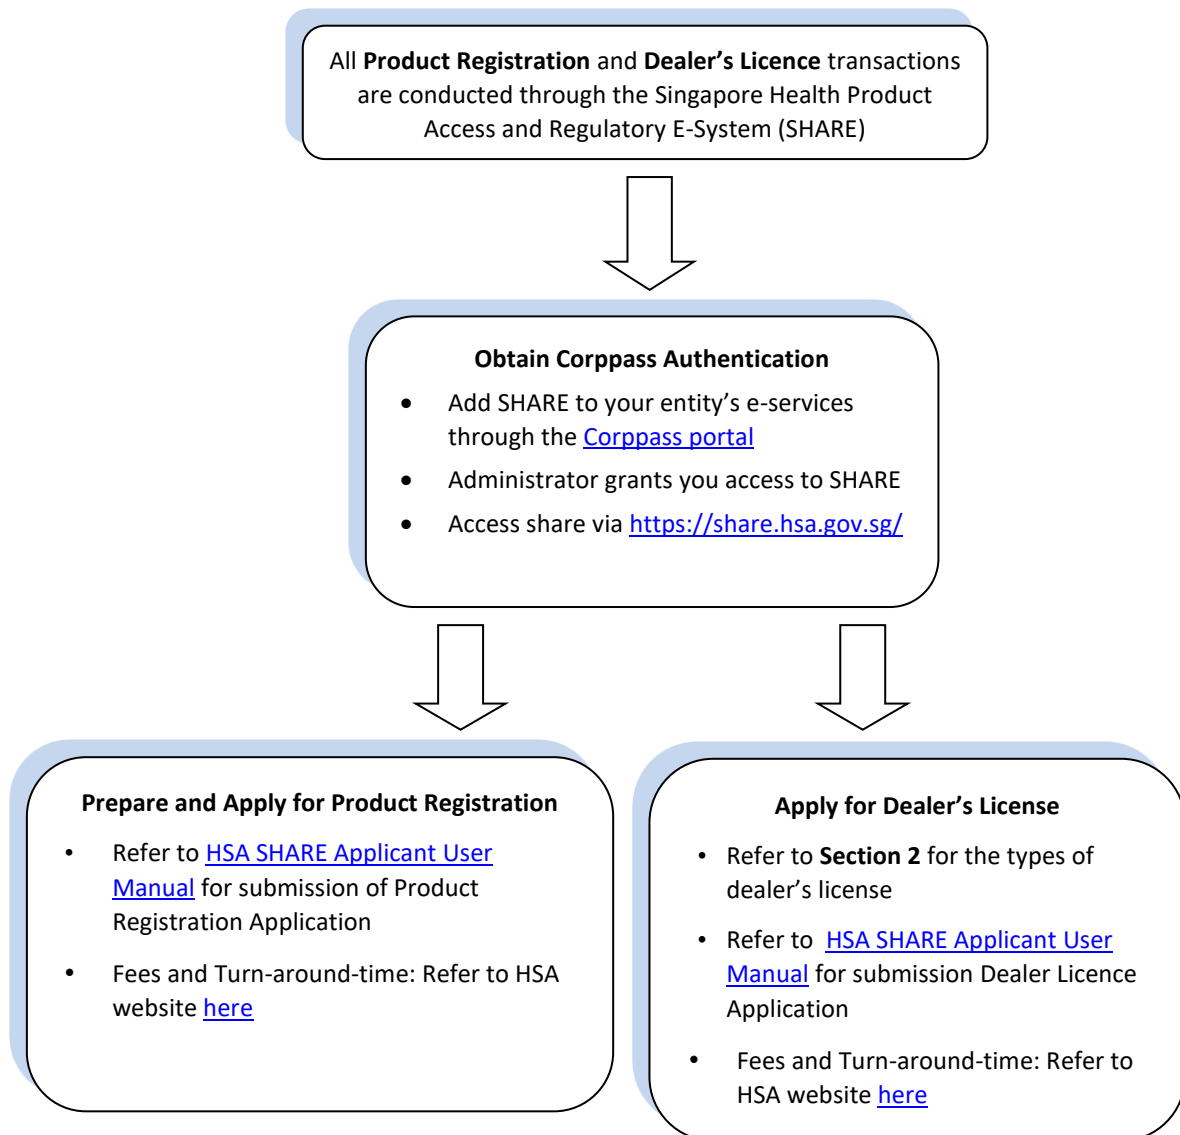 All Product Registration and Dealer’s Licence transactions
are conducted through the Singapore Health Product
Access and Regulatory E-System (SHARE)
Obtain Corppass Authentication
• Add SHARE to your entity’s e-services
through the Corppass portal
• Administrator grants you access to SHARE
• Access share via https://share.hsa.gov.sg/
Prepare and Apply for Product Registration
• Refer to HSA SHARE Applicant User
Manual for submission of Product
Registration Application
• Fees and Turn-around-time: Refer to HSA
website here
Apply for Dealer’s License
• Refer to Section 2 for the types of
dealer’s license
• Refer to HSA SHARE Applicant User
Manual for submission Dealer Licence
Application
• Fees and Turn-around-time: Refer to
HSA website here